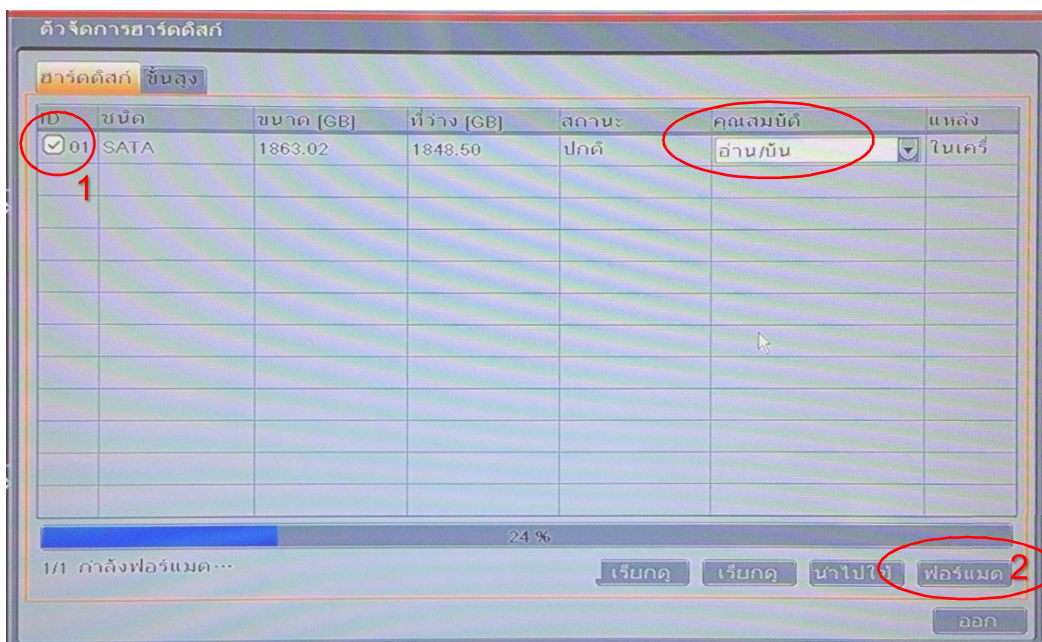 ตัวจัดการฮาร์ดดิสก์
ฮาร์ดดิสก์ ขั้นสูง
ID ชนิด ขนาด [GB] ที่ว่าง [GB] สถานะ คุณสมบัติ แหล่ง
01 SATA 1863.02 1848.50 ปกติ อ่าน/บัน ในเครื่
1
24 %
1/1 กำลังฟอร์แมต...
เรียกดู เรียกดู นำไปใช้ ฟอร์แมต 2
ออก